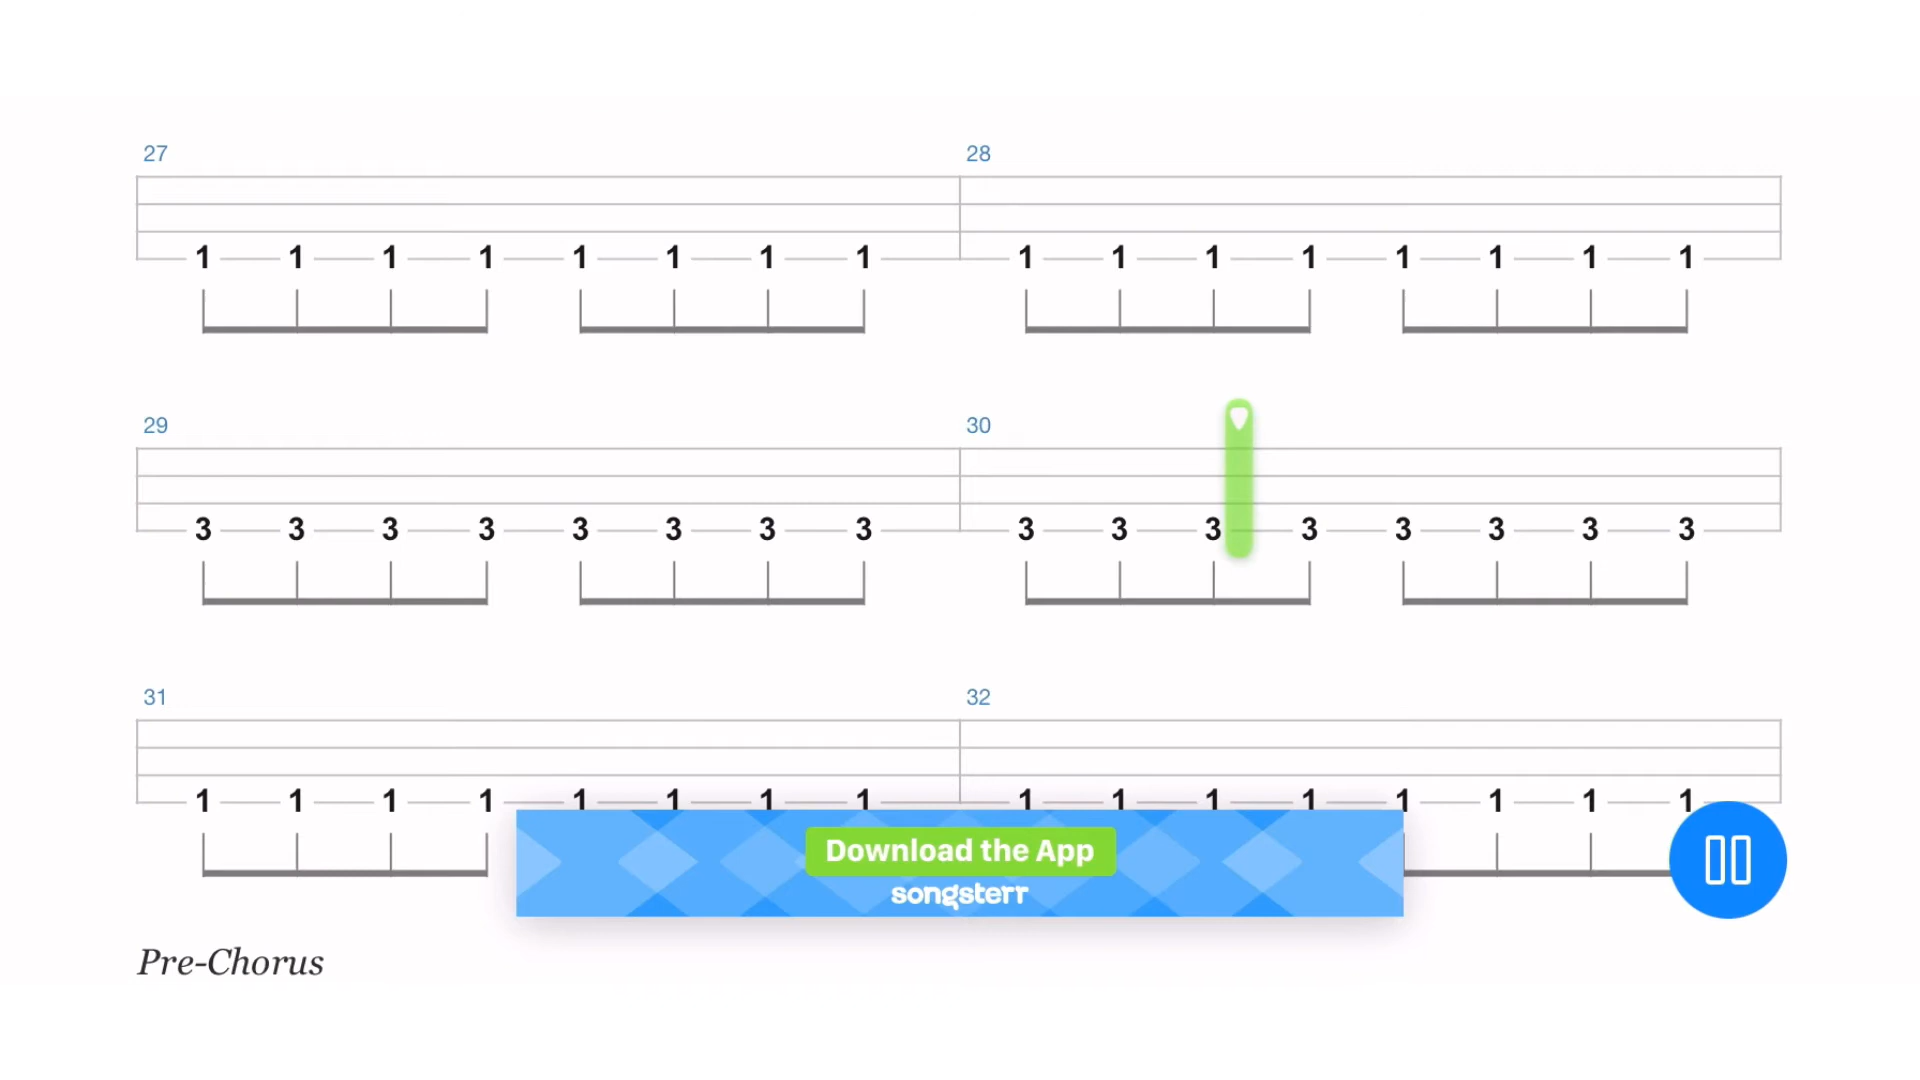 27 28
1 1 1 1 1 1 1 1 1 1 1 1 1 1 1 1
29 30
3 3 3 3 3 3 3 3 3 3 3 3 3 3 3 3
31 32
1 1 1 1 1 1 1 1 1 1 1 1 1 1 1 1
Download the App
songsterr
Pre-Chorus